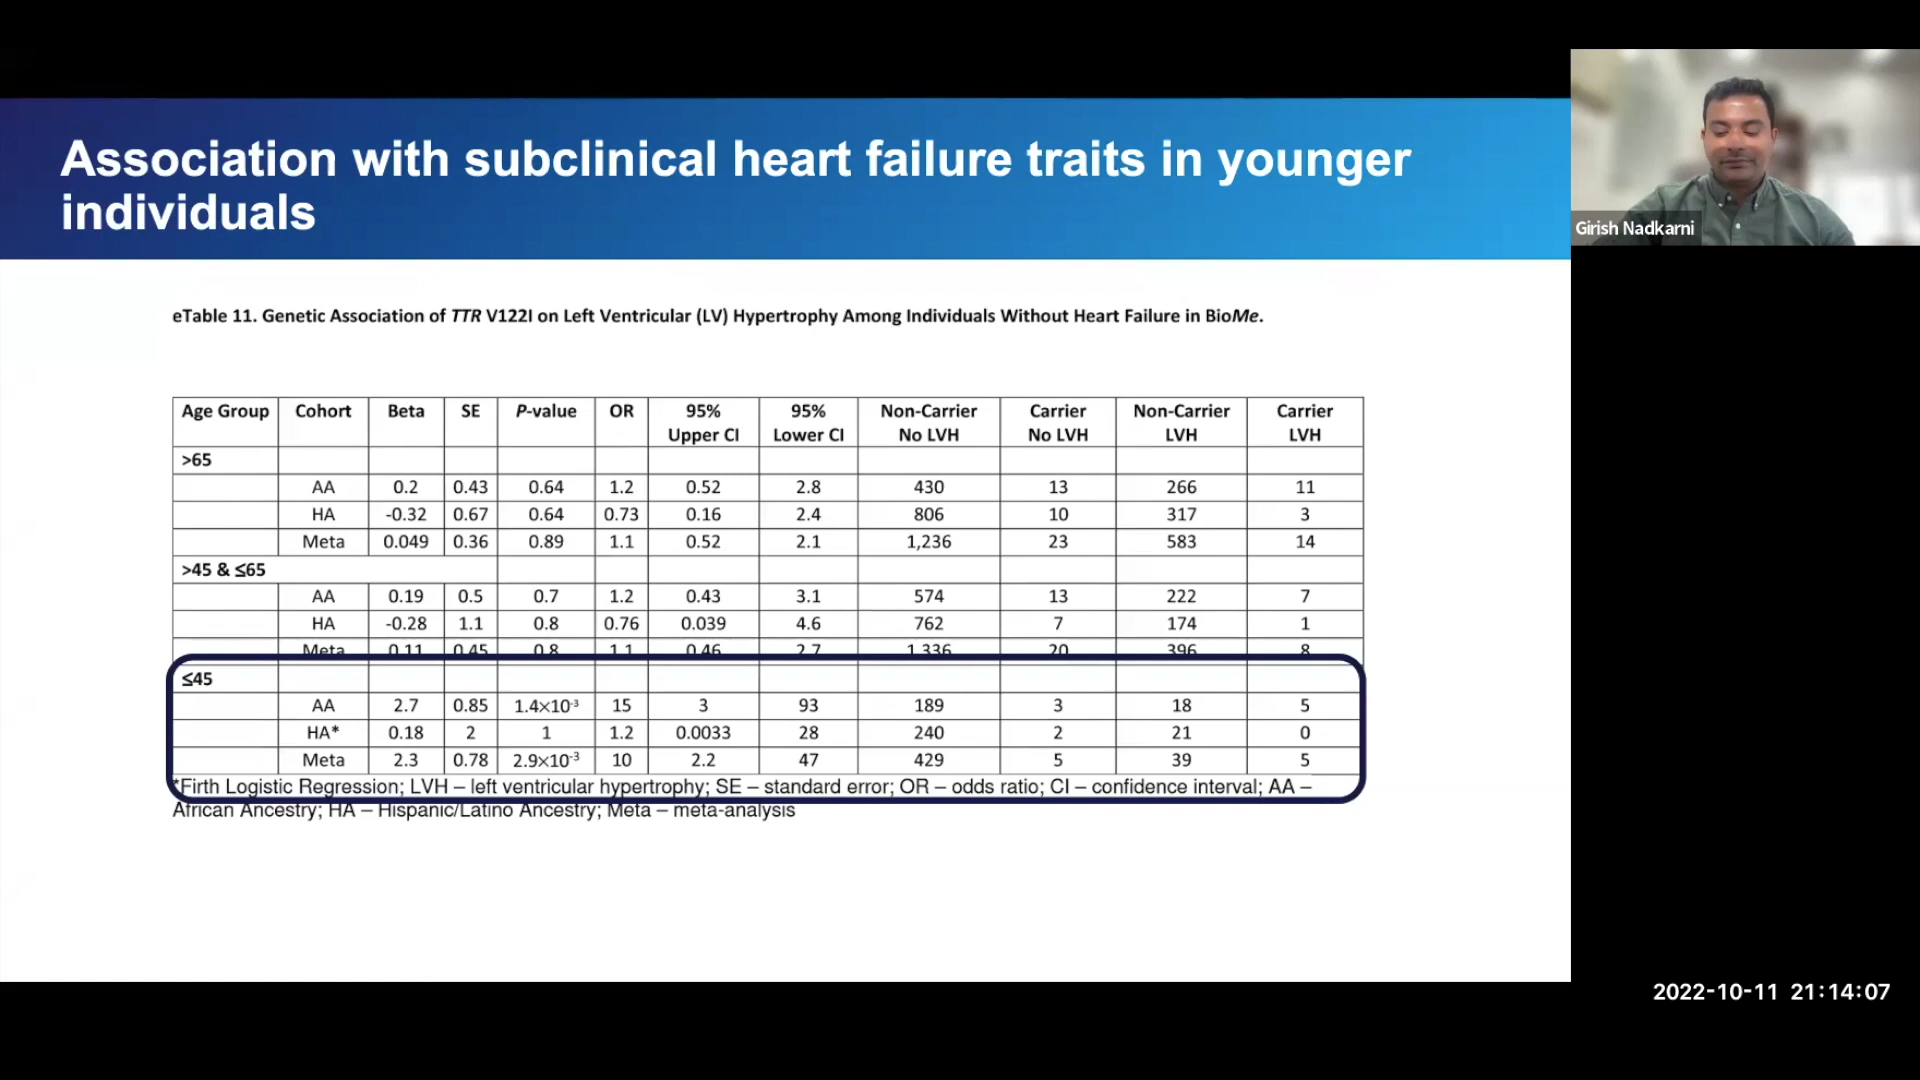 Association with subclinical heart failure traits in younger
individuals
Girish Nadkarni
eTable 11. Genetic Association of TTR V122I on Left Ventricular (LV) Hypertrophy Among Individuals Without Heart Failure in BioMe.
Age Group Cohort Beta SE P-value OR 95% Upper CI 95% Lower CI Non-Carrier No LVH Carrier No LVH Non-Carrier LVH Carrier LVH
>65
AA 0.2 0.43 0.64 1.2 0.52 2.8 430 13 266 11
HA -0.32 0.67 0.64 0.73 0.16 2.4 806 10 317 3
Meta 0.049 0.36 0.89 1.1 0.52 2.1 1,236 23 583 14
>45 & ≤65
AA 0.19 0.5 0.7 1.2 0.43 3.1 574 13 222 7
HA -0.28 1.1 0.8 0.76 0.039 4.6 762 7 174 1
Meta 0.11 0.45 0.8 1.1 0.46 2.7 1,336 20 396 8
≤45
AA 2.7 0.85 1.4×10⁻³ 15 3 93 189 3 18 5
HA* 0.18 2 1 1.2 0.0033 28 240 2 21 0
Meta 2.3 0.78 2.9×10⁻³ 10 2.2 47 429 5 39 5
*Firth Logistic Regression; LVH – left ventricular hypertrophy; SE – standard error; OR – odds ratio; CI – confidence interval; AA –
African Ancestry; HA – Hispanic/Latino Ancestry; Meta – meta-analysis
2022-10-11 21:14:07